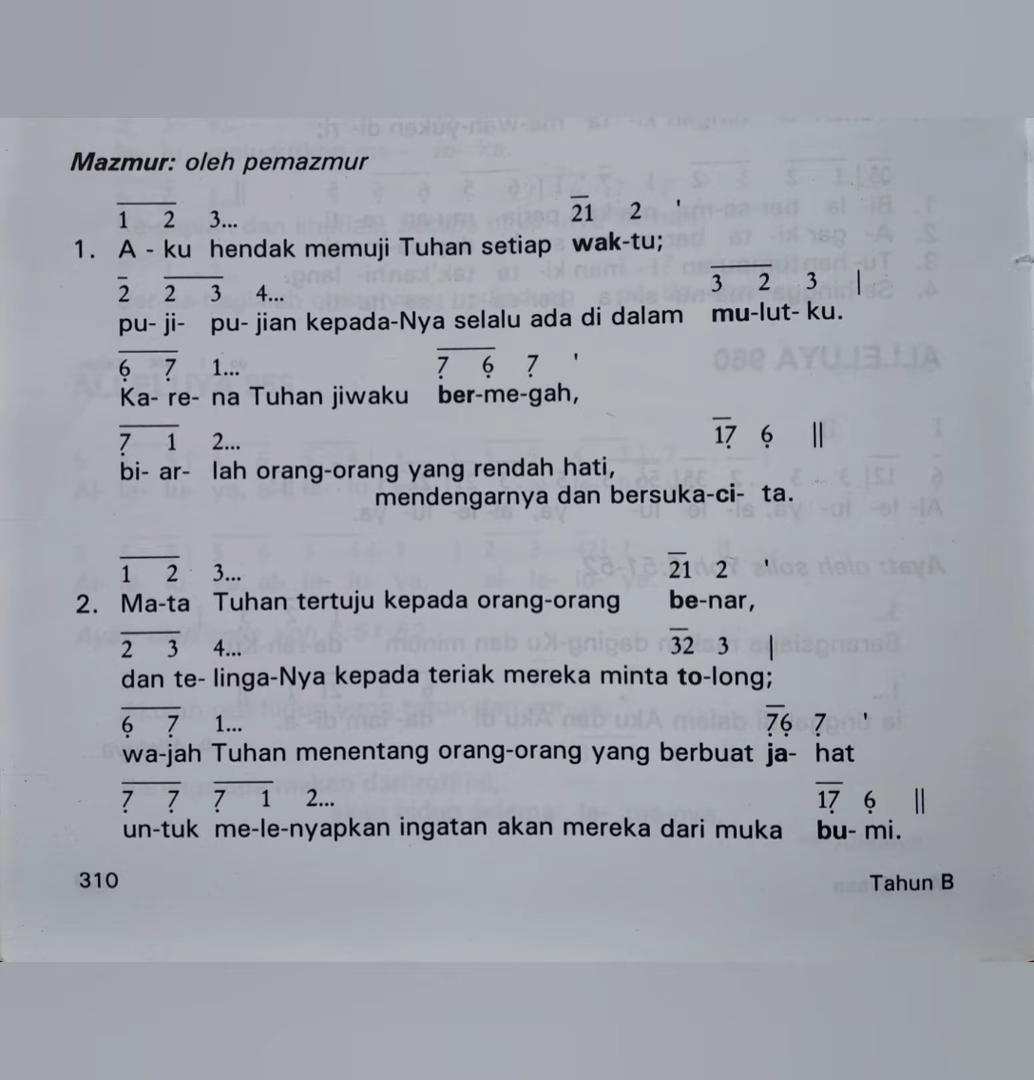 Mazmur: oleh pemazmur
1 2 3... 21 2 '
1. A - ku hendak memuji Tuhan setiap wak-tu;
2 2 3 4... 3 2 3 |
pu- ji- pu- jian kepada-Nya selalu ada di dalam mu-lut- ku.
6̣ 7̣ 1... 7̣ 6̣ 7̣ '
Ka- re- na Tuhan jiwaku ber-me-gah,
7̣ 1 2... 17̣ 6̣ ||
bi- ar- lah orang-orang yang rendah hati,
mendengarnya dan bersuka-ci- ta.
1 2 3... 21 2 '
2. Ma-ta Tuhan tertuju kepada orang-orang be-nar,
2 3 4... 32 3 |
dan te- linga-Nya kepada teriak mereka minta to-long;
6̣ 7̣ 1... 7̣6̣ 7̣ '
wa-jah Tuhan menentang orang-orang yang berbuat ja- hat
7̣ 7̣ 7̣ 1 2... 17̣ 6̣ ||
un-tuk me-le-nyapkan ingatan akan mereka dari muka bu- mi.
310 Tahun B